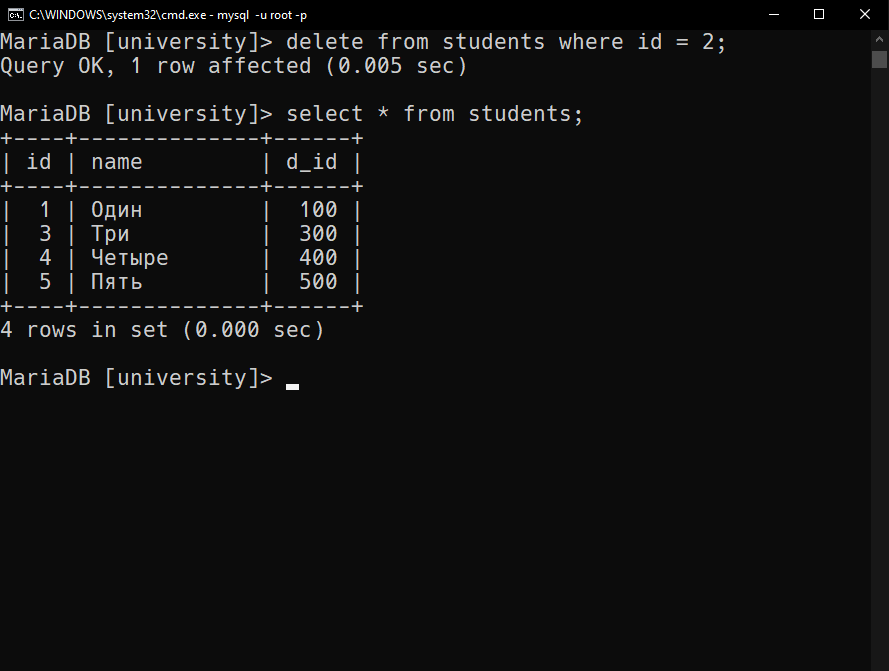 C:\WINDOWS\system32\cmd.exe - mysql -u root -p
MariaDB [university]> delete from students where id = 2;
Query OK, 1 row affected (0.005 sec)
MariaDB [university]> select * from students;
+----+--------------+------+
| id | name         | d_id |
+----+--------------+------+
|  1 | Один         |  100 |
|  3 | Три          |  300 |
|  4 | Четыре       |  400 |
|  5 | Пять         |  500 |
+----+--------------+------+
4 rows in set (0.000 sec)
MariaDB [university]> _